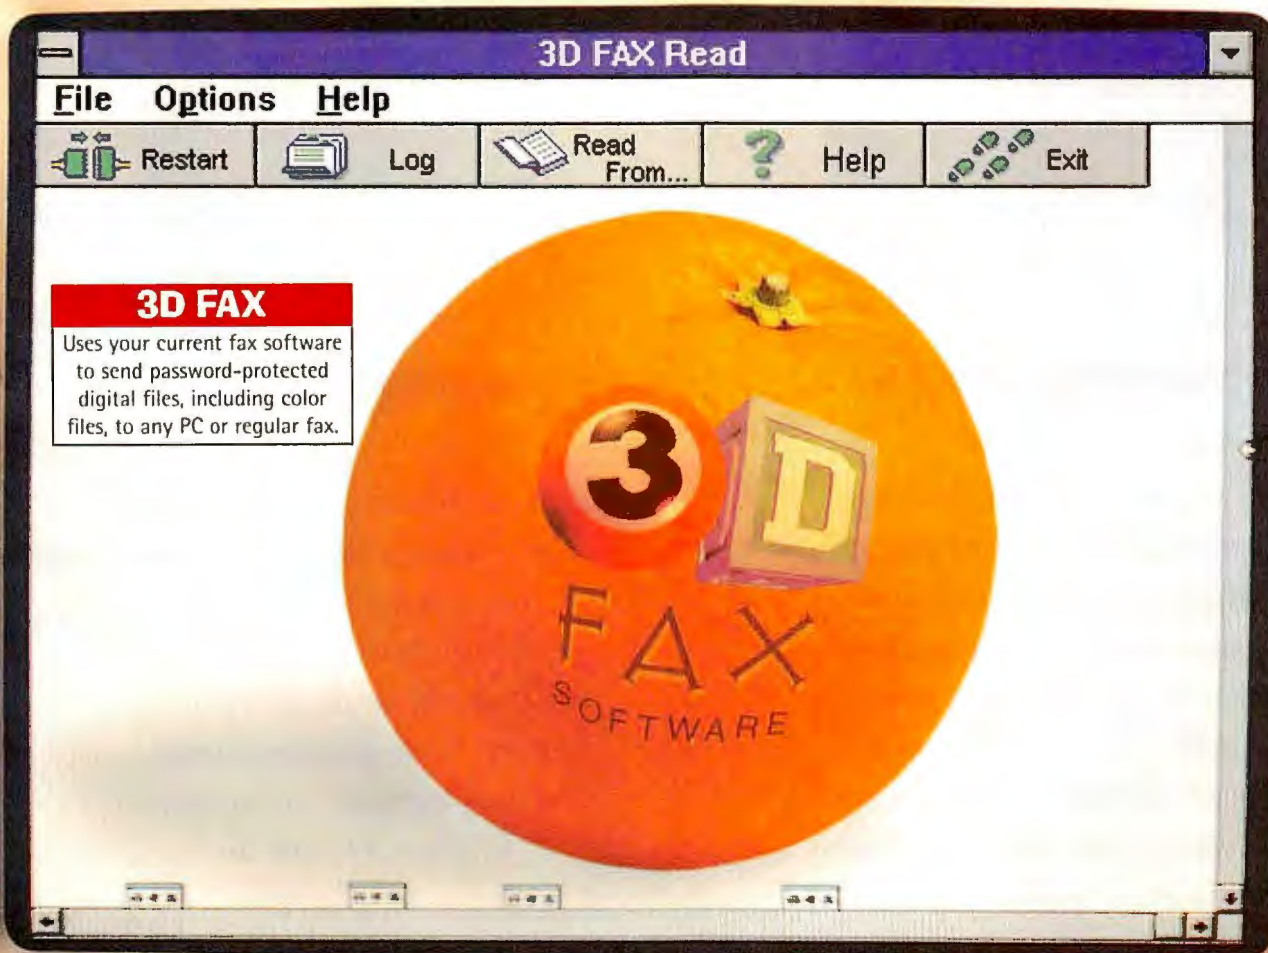 3D FAX Read
File Options Help
Restart Log Read From... Help Exit
3D FAX
Uses your current fax software
to send password-protected
digital files, including color
files, to any PC or regular fax.
3 D
FAX
SOFTWARE